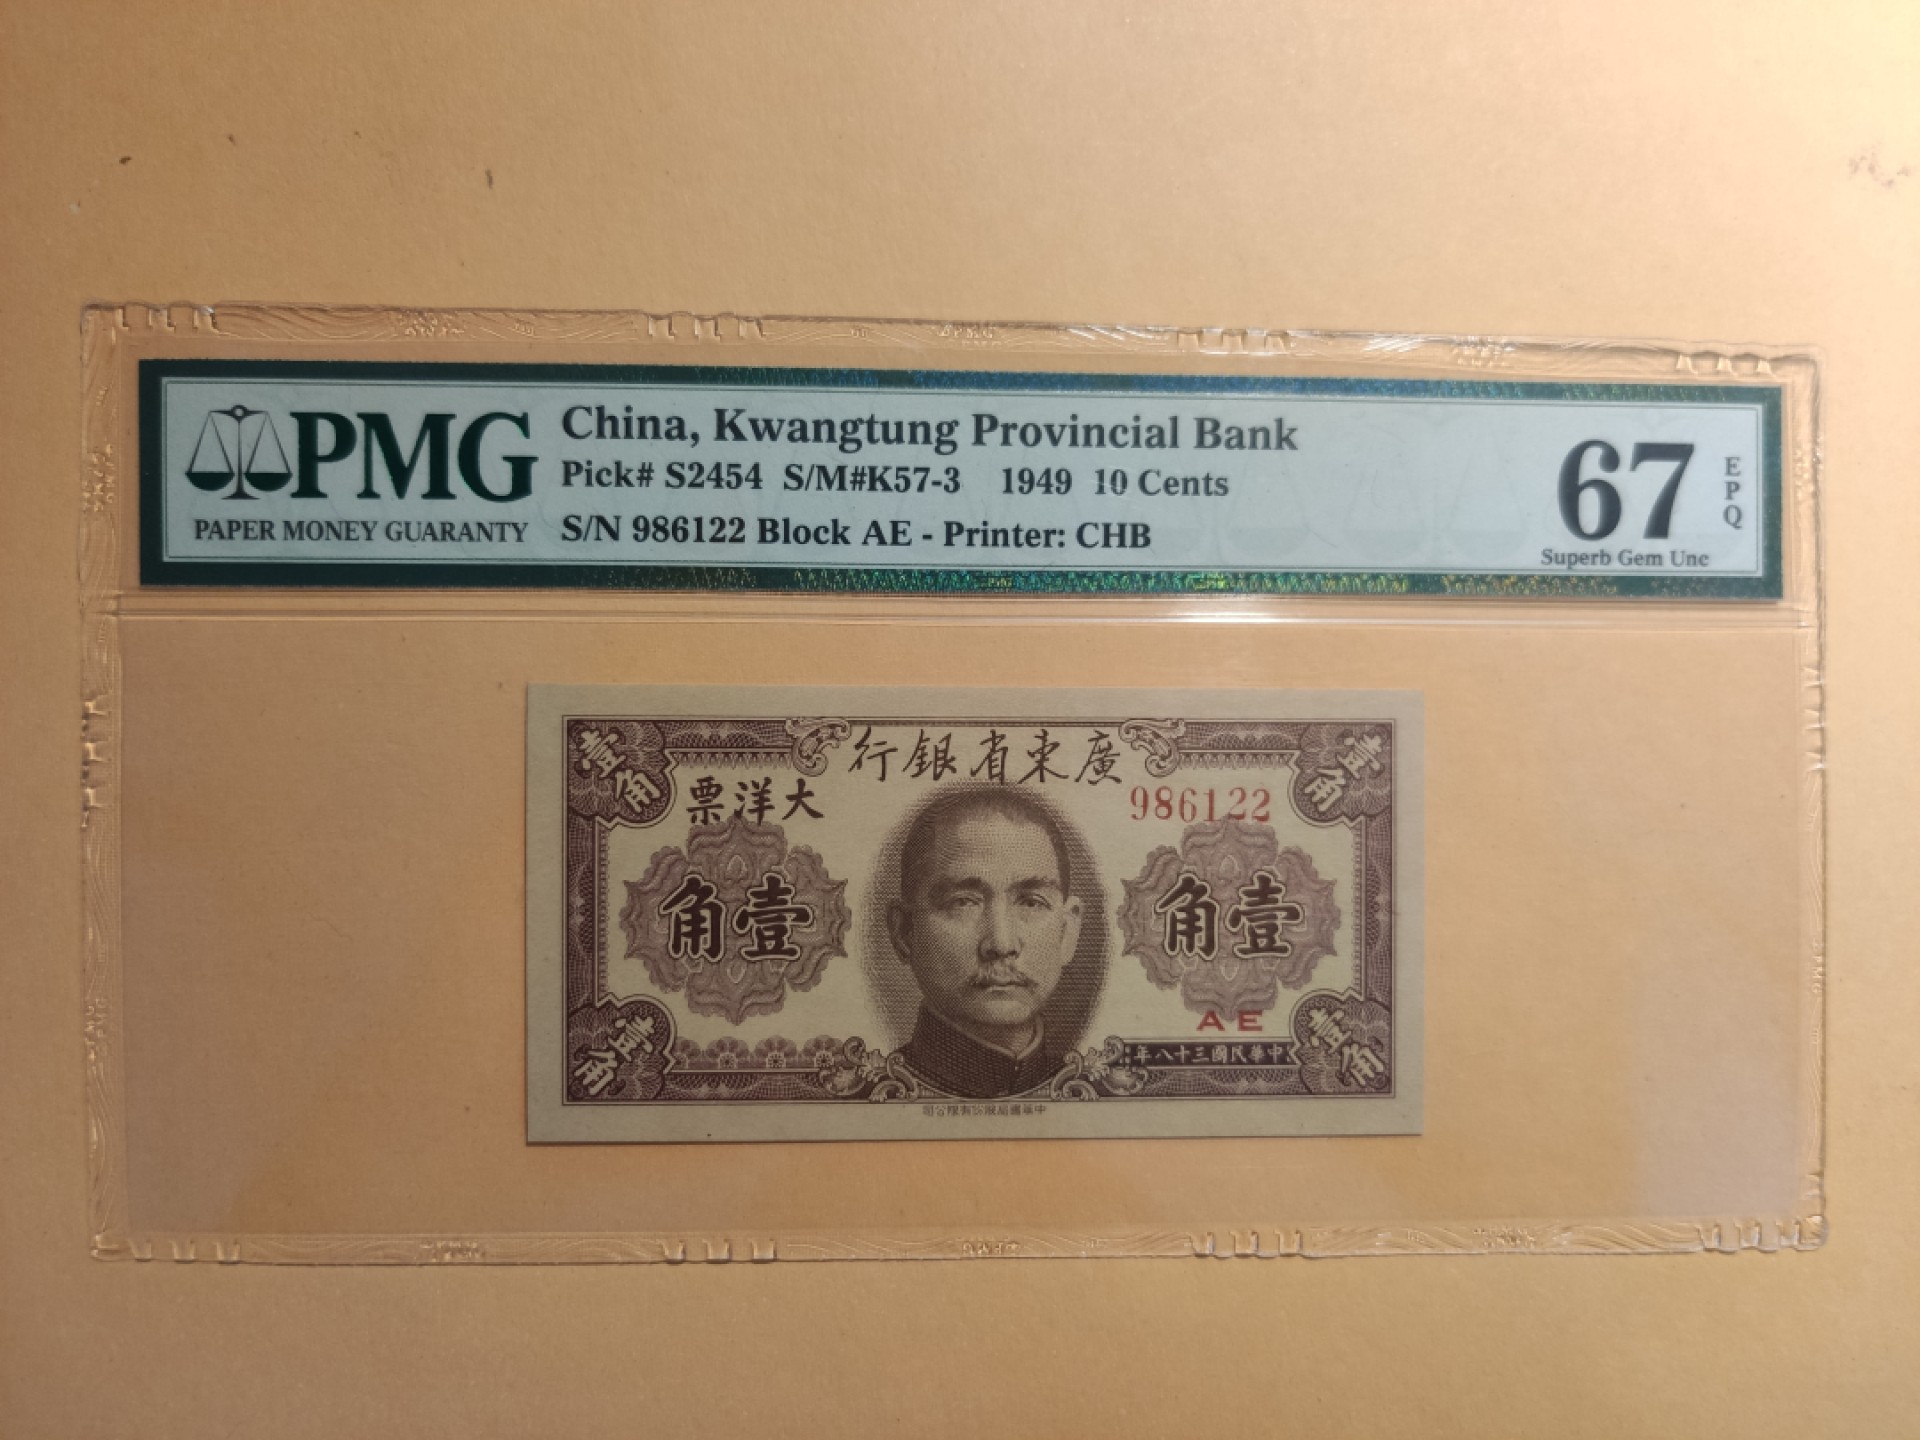 PMG
PAPER MONEY GUARANTY
China, Kwangtung Provincial Bank
Pick# S2454 S/M#K57-3 1949 10 Cents
S/N 986122 Block AE - Printer: CHB
67
EPQ
Superb Gem Unc
行銀省東廣
票洋大
986122
壹角
壹角
角壹
角壹
AE
壹角
壹角
年八十三國民華中